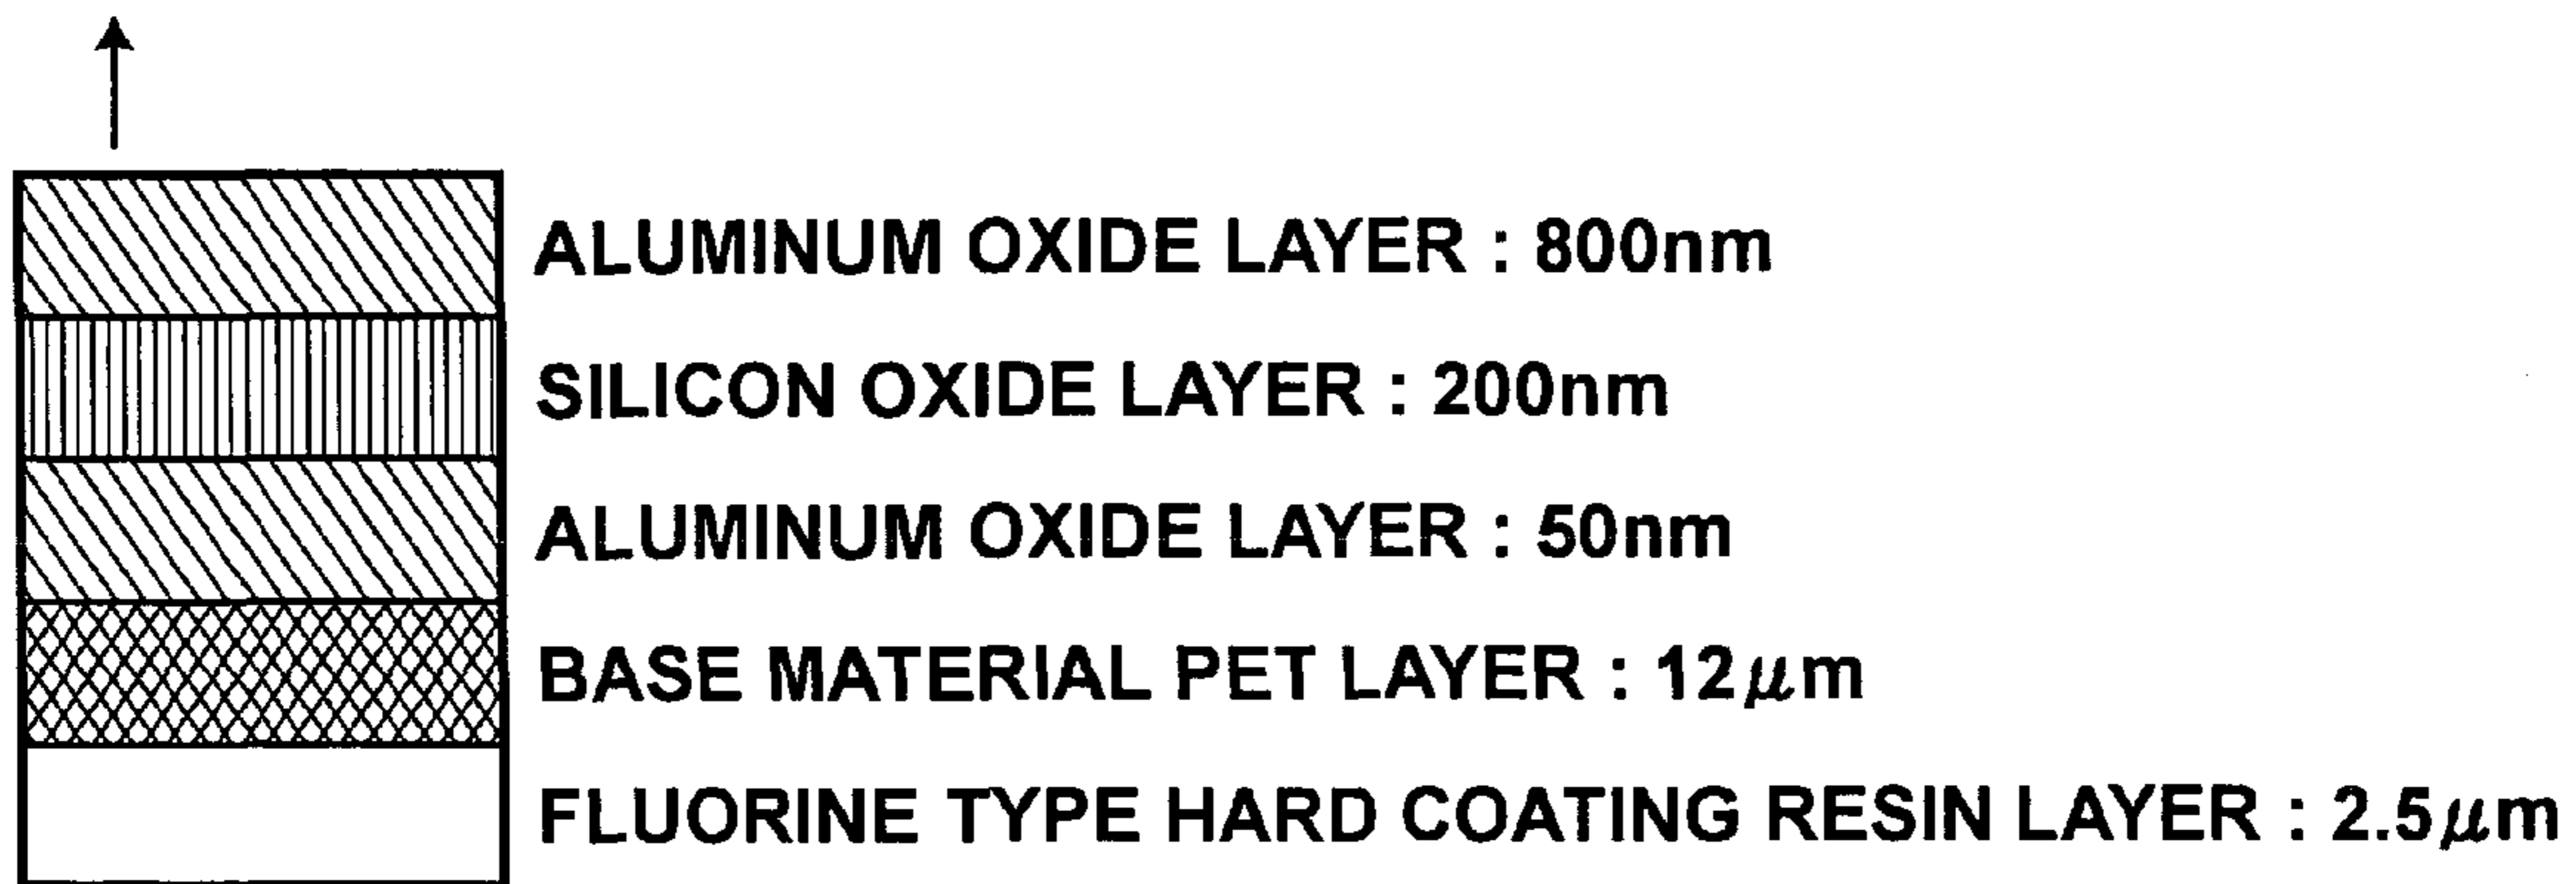 ALUMINUM OXIDE LAYER : 800nm
SILICON OXIDE LAYER : 200nm
ALUMINUM OXIDE LAYER : 50nm
BASE MATERIAL PET LAYER : 12μm
FLUORINE TYPE HARD COATING RESIN LAYER : 2.5μm